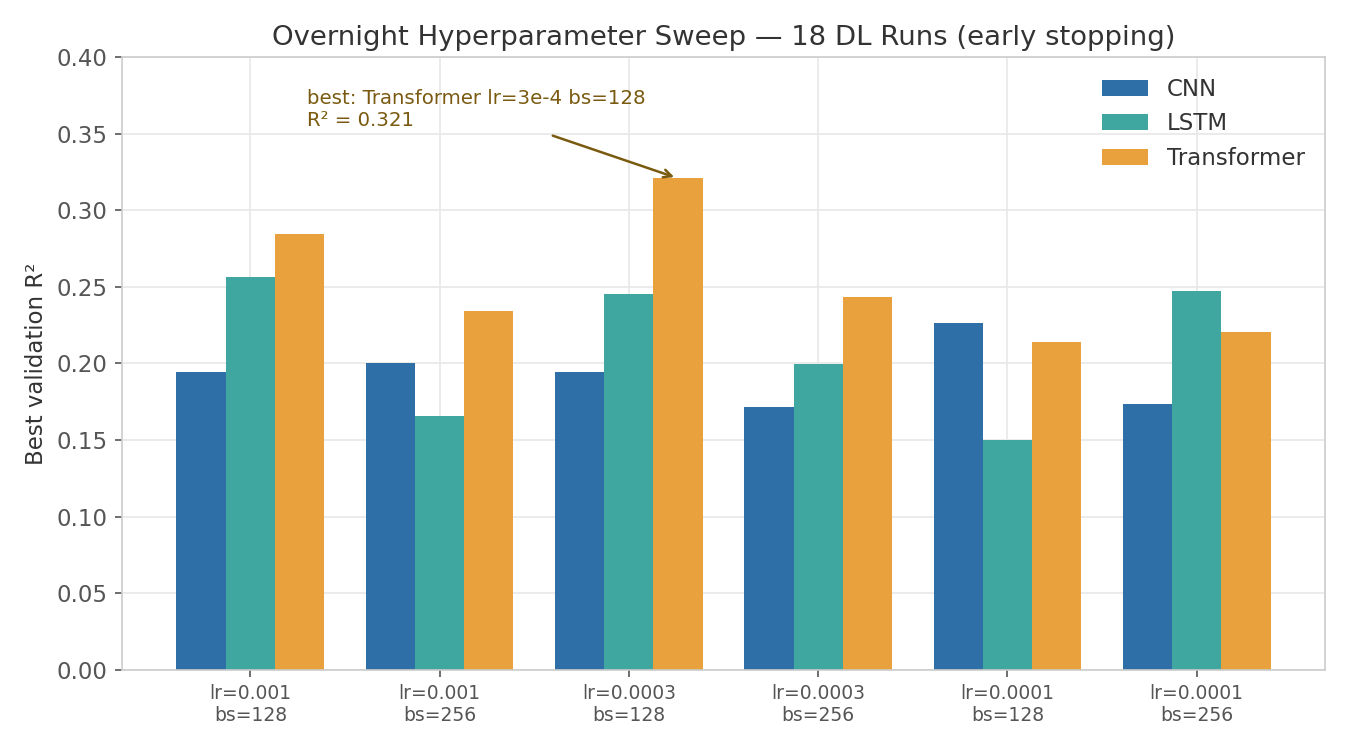 Overnight Hyperparameter Sweep — 18 DL Runs (early stopping)
best: Transformer lr=3e-4 bs=128
R² = 0.321
CNN
LSTM
Transformer
Best validation R²
0.40
0.35
0.30
0.25
0.20
0.15
0.10
0.05
0.00
lr=0.001
bs=128
lr=0.001
bs=256
lr=0.0003
bs=128
lr=0.0003
bs=256
lr=0.0001
bs=128
lr=0.0001
bs=256